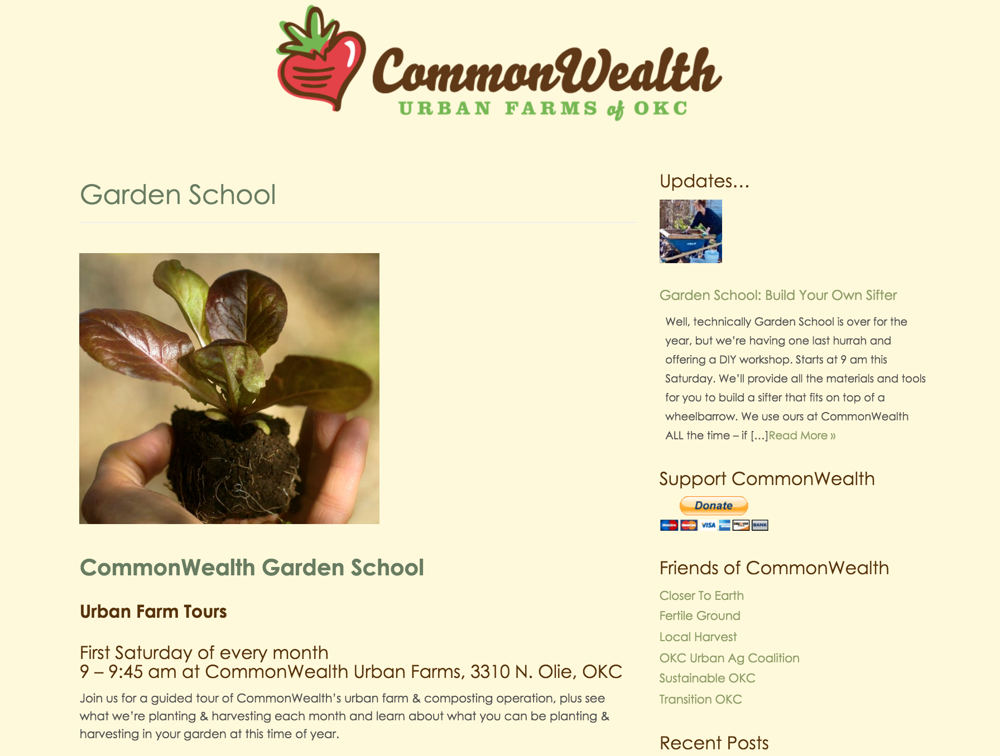 CommonWealth
URBAN FARMS of OKC
Garden School
CommonWealth Garden School
Urban Farm Tours
First Saturday of every month
9 – 9:45 am at CommonWealth Urban Farms, 3310 N. Olie, OKC
Join us for a guided tour of CommonWealth’s urban farm & composting operation, plus see
what we’re planting & harvesting each month and learn about what you can be planting &
harvesting in your garden at this time of year.
Updates…
Garden School: Build Your Own Sifter
Well, technically Garden School is over for the
year, but we’re having one last hurrah and
offering a DIY workshop. Starts at 9 am this
Saturday. We’ll provide all the materials and tools
for you to build a sifter that fits on top of a
wheelbarrow. We use ours at CommonWealth
ALL the time – if […]Read More »
Support CommonWealth
Donate
Maestro MasterCard VISA DISCOVER BANK
Friends of CommonWealth
Closer To Earth
Fertile Ground
Local Harvest
OKC Urban Ag Coalition
Sustainable OKC
Transition OKC
Recent Posts